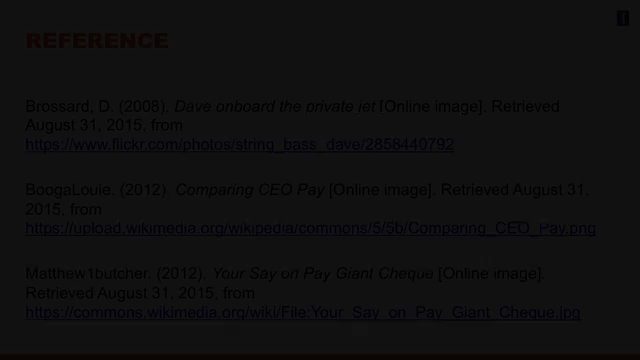 REFERENCE
Brossard, D. (2008). Dave onboard the private jet [Online image]. Retrieved
August 31, 2015, from
https://www.flickr.com/photos/string_bass_dave/2858440792
BoogaLouie. (2012). Comparing CEO Pay [Online image]. Retrieved August 31,
2015, from
https://upload.wikimedia.org/wikipedia/commons/5/5b/Comparing_CEO_Pay.png
Matthew1butcher. (2012). Your Say on Pay Giant Cheque [Online image].
Retrieved August 31, 2015, from
https://commons.wikimedia.org/wiki/File:Your_Say_on_Pay_Giant_Cheque.jpg